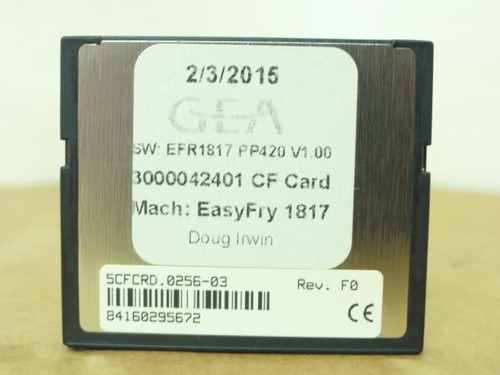 2/3/2015
GEA
SW: EFR1817 PP420 V1.00
3000042401 CF Card
Mach: EasyFry 1817
Doug Irwin
5CFCRD.0256-03
Rev. F0
84160295672
CE